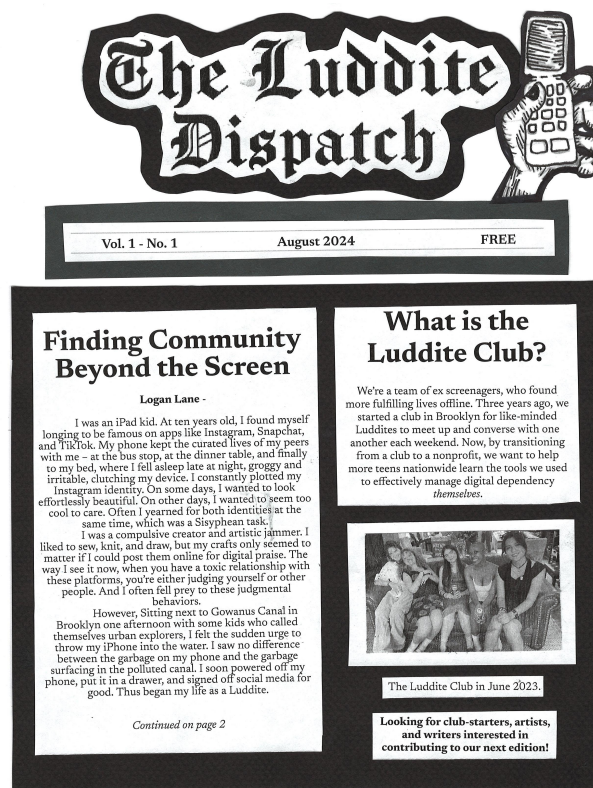 The Luddite
Dispatch
Vol. 1 - No. 1
August 2024
FREE
Finding Community
Beyond the Screen
Logan Lane -
I was an iPad kid. At ten years old, I found myself
longing to be famous on apps like Instagram, Snapchat,
and TikTok. My phone kept the curated lives of my peers
with me – at the bus stop, at the dinner table, and finally
to my bed, where I fell asleep late at night, groggy and
irritable, clutching my device. I constantly plotted my
Instagram identity. On some days, I wanted to look
effortlessly beautiful. On other days, I wanted to seem too
cool to care. Often I yearned for both identities at the
same time, which was a Sisyphean task.
I was a compulsive creator and artistic jammer. I
liked to sew, knit, and draw, but my crafts only seemed to
matter if I could post them online for digital praise. The
way I see it now, when you have a toxic relationship with
these platforms, you're either judging yourself or other
people. And I often fell prey to these judgmental
behaviors.
However, Sitting next to Gowanus Canal in
Brooklyn one afternoon with some kids who called
themselves urban explorers, I felt the sudden urge to
throw my iPhone into the water. I saw no difference
between the garbage on my phone and the garbage
surfacing in the polluted canal. I soon powered off my
phone, put it in a drawer, and signed off social media for
good. Thus began my life as a Luddite.
Continued on page 2
What is the
Luddite Club?
We're a team of ex screenagers, who found
more fulfilling lives offline. Three years ago, we
started a club in Brooklyn for like-minded
Luddites to meet up and converse with one
another each weekend. Now, by transitioning
from a club to a nonprofit, we want to help
more teens nationwide learn the tools we used
to effectively manage digital dependency
themselves.
The Luddite Club in June 2023.
Looking for club-starters, artists,
and writers interested in
contributing to our next edition!